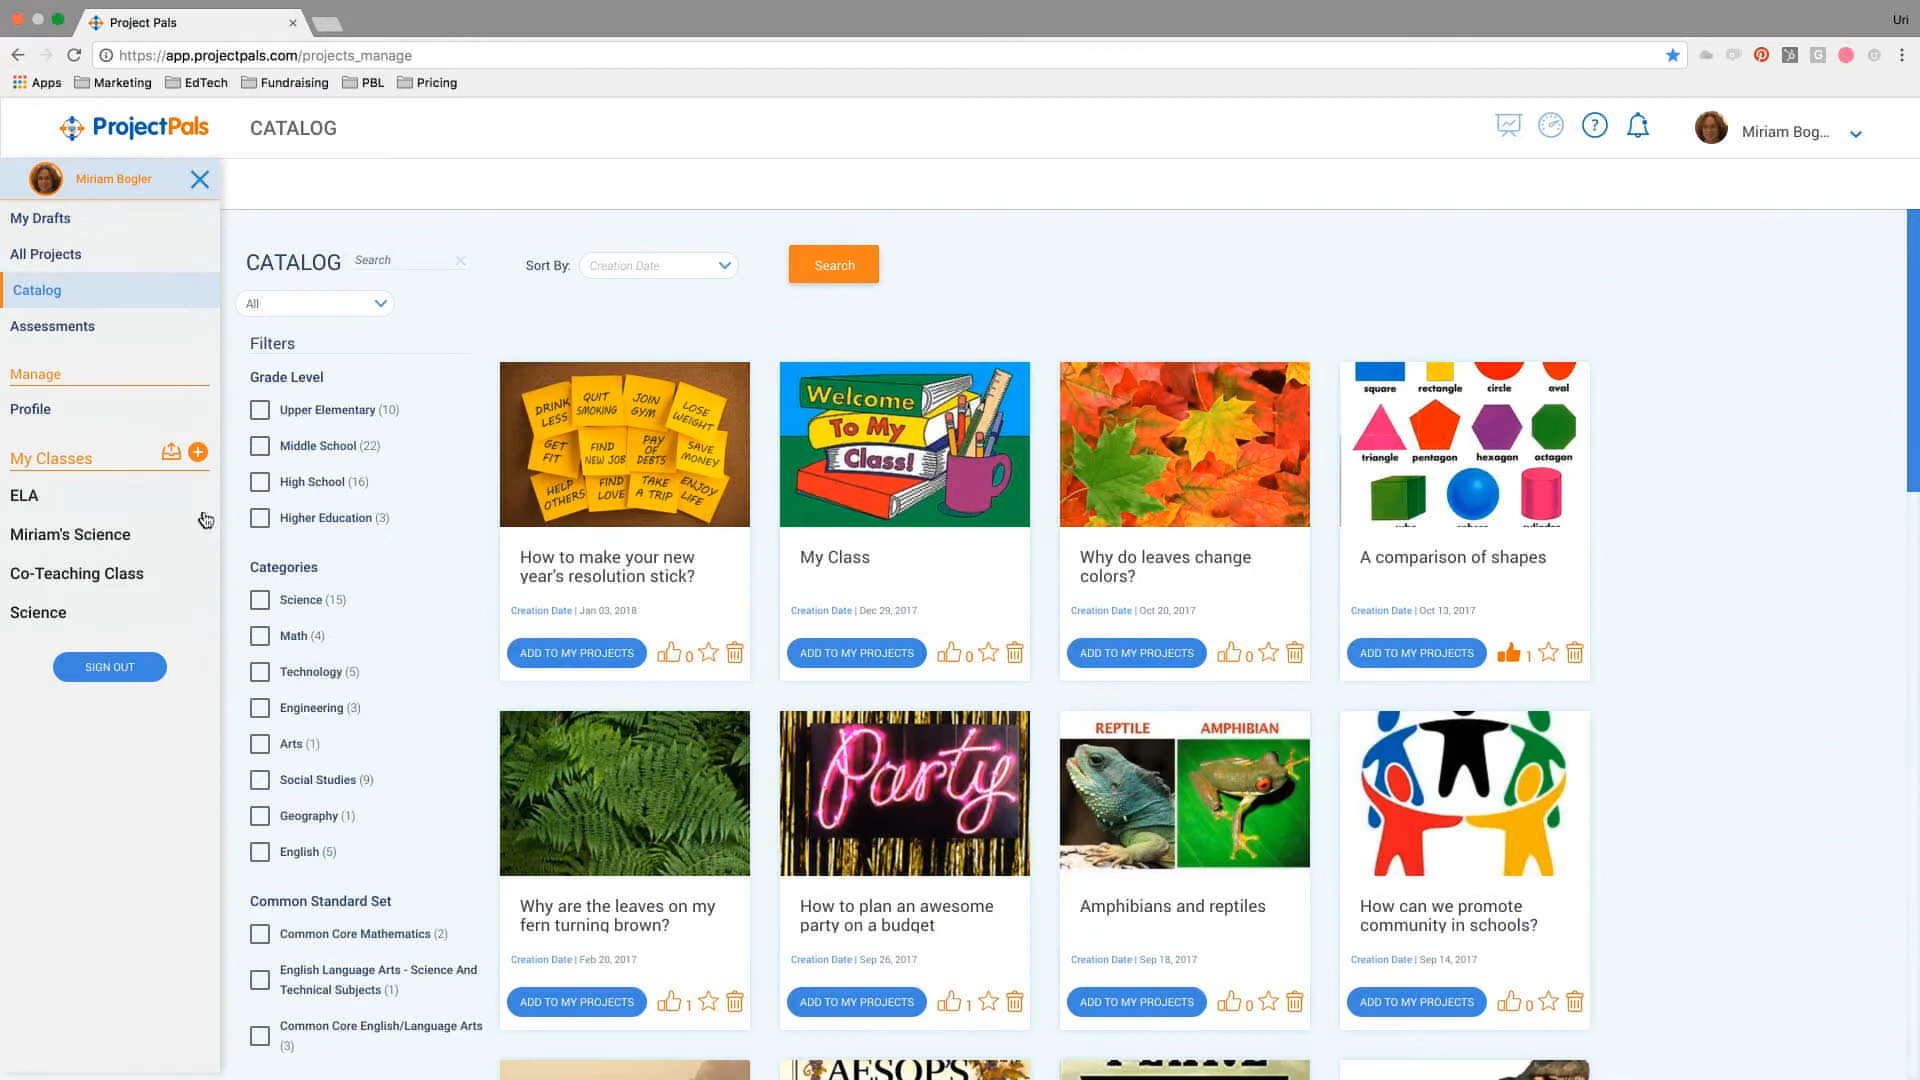 Project Pals
Uri
https://app.projectpals.com/projects_manage
Apps
Marketing
EdTech
Fundraising
PBL
Pricing
ProjectPals
CATALOG
?
Miriam Bog...
Miriam Bogler
My Drafts
All Projects
Catalog
Assessments
Manage
Profile
My Classes
ELA
Miriam's Science
Co-Teaching Class
Science
SIGN OUT
CATALOG
Search
Sort By:
Creation Date
Search
All
Filters
Grade Level
Upper Elementary (10)
Middle School (22)
High School (16)
Higher Education (3)
Categories
Science (15)
Math (4)
Technology (5)
Engineering (3)
Arts (1)
Social Studies (9)
Geography (1)
English (5)
Common Standard Set
Common Core Mathematics (2)
English Language Arts - Science And
Technical Subjects (1)
Common Core English/Language Arts
(3)
DRINK LESS
QUIT SMOKING
JOIN GYM
LOSE WEIGHT
GET FIT
FIND NEW JOB
PAY OF DEBTS
SAVE MONEY
HELP OTHERS
FIND LOVE
TAKE A TRIP
ENJOY LIFE
How to make your new
year's resolution stick?
Creation Date | Jan 03, 2018
ADD TO MY PROJECTS
0
Welcome
To My
Class!
My Class
Creation Date | Dec 29, 2017
ADD TO MY PROJECTS
0
Why do leaves change
colors?
Creation Date | Oct 20, 2017
ADD TO MY PROJECTS
0
square
rectangle
circle
oval
triangle
pentagon
hexagon
octagon
A comparison of shapes
Creation Date | Oct 13, 2017
ADD TO MY PROJECTS
1
Why are the leaves on my
fern turning brown?
Creation Date | Feb 20, 2017
ADD TO MY PROJECTS
1
Party
How to plan an awesome
party on a budget
Creation Date | Sep 26, 2017
ADD TO MY PROJECTS
1
REPTILE
AMPHIBIAN
Amphibians and reptiles
Creation Date | Sep 18, 2017
ADD TO MY PROJECTS
0
How can we promote
community in schools?
Creation Date | Sep 14, 2017
ADD TO MY PROJECTS
0
AESOP'S